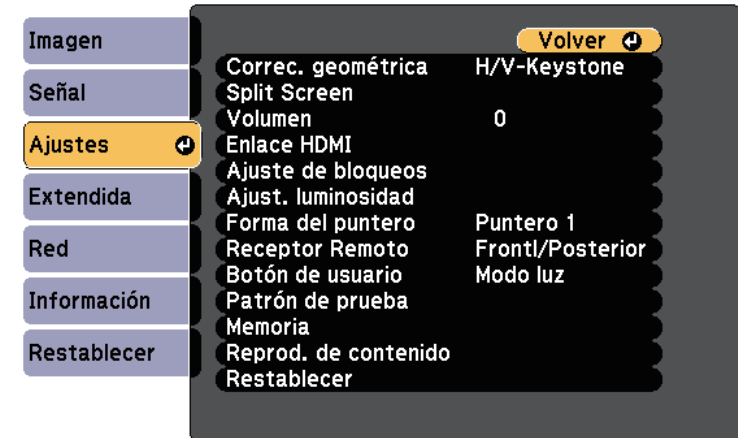 Imagen
Señal
Ajustes
Extendida
Red
Información
Restablecer
Volver
Correc. geométrica H/V-Keystone
Split Screen
Volumen 0
Enlace HDMI
Ajuste de bloqueos
Ajust. luminosidad
Forma del puntero Puntero 1
Receptor Remoto Frontl/Posterior
Botón de usuario Modo luz
Patrón de prueba
Memoria
Reprod. de contenido
Restablecer